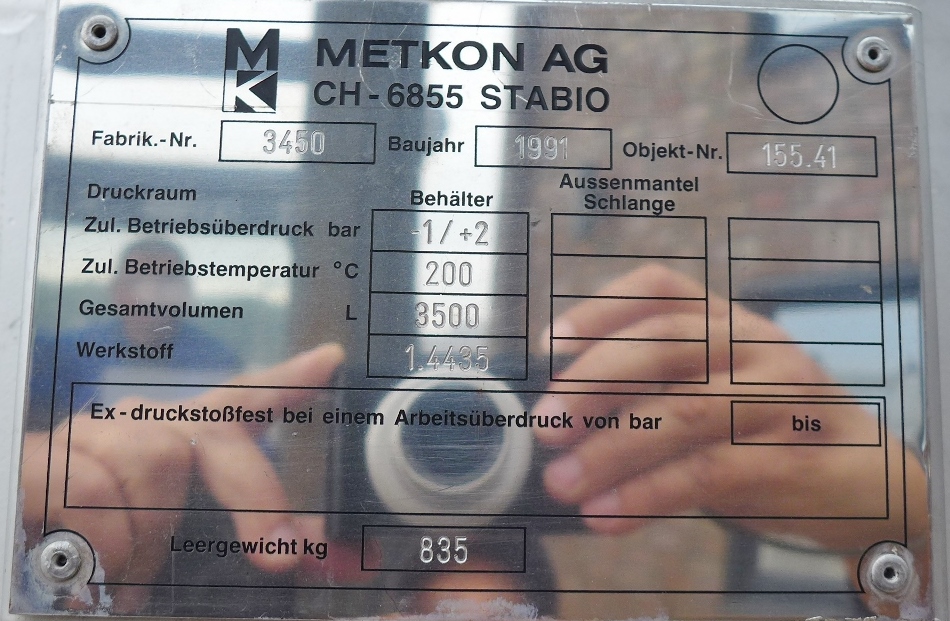 MK
METKON AG
CH-6855 STABIO
Fabrik.-Nr. 3450 Baujahr 1991 Objekt-Nr. 155.41
Druckraum Behälter Aussenmantel Schlange
Zul. Betriebsüberdruck bar -1/+2
Zul. Betriebstemperatur °C 200
Gesamtvolumen L 3500
Werkstoff 1.4435
Ex-druckstoßfest bei einem Arbeitsüberdruck von bar bis
Leergewicht kg 835